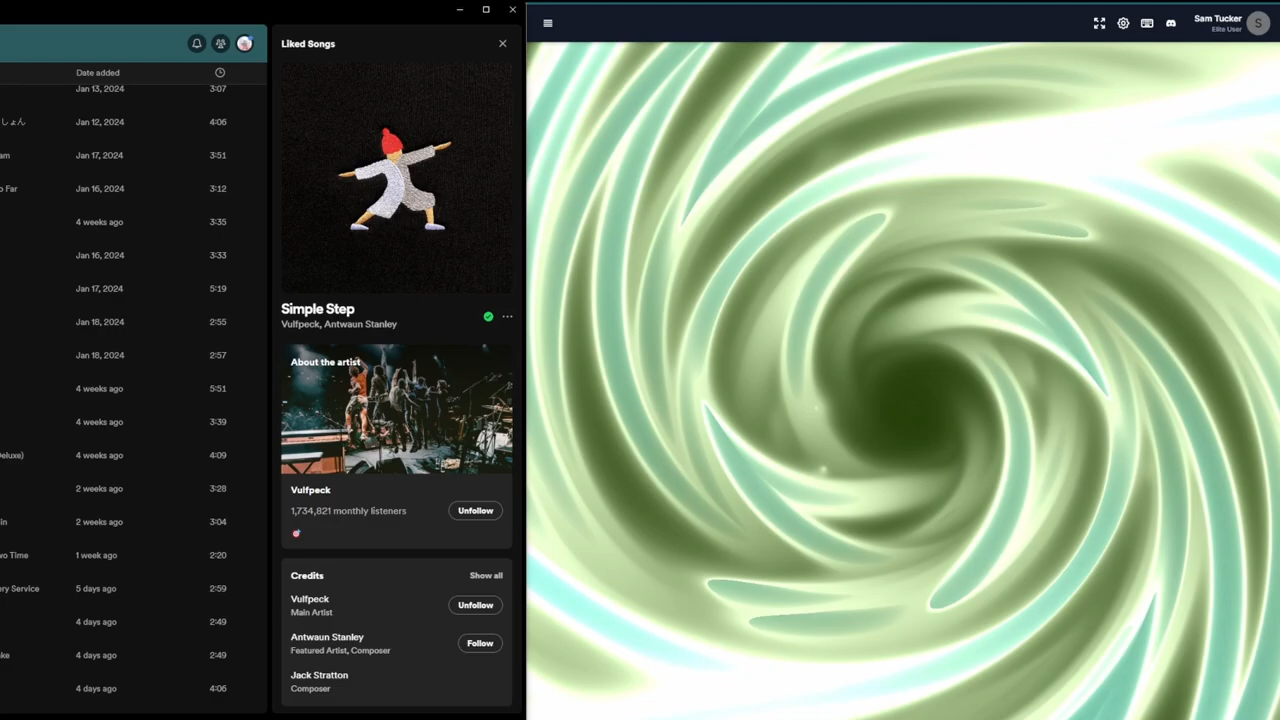 Date added
Jan 13, 2024 3:07
しょん Jan 12, 2024 4:06
am Jan 17, 2024 3:51
o Far Jan 16, 2024 3:12
4 weeks ago 3:35
Jan 16, 2024 3:33
Jan 17, 2024 5:19
Jan 18, 2024 2:55
Jan 18, 2024 2:57
4 weeks ago 5:51
4 weeks ago 3:39
Deluxe) 4 weeks ago 4:09
2 weeks ago 3:28
in 2 weeks ago 3:04
wo Time 1 week ago 2:20
ery Service 5 days ago 2:59
4 days ago 2:49
ke 4 days ago 2:49
4 days ago 4:06
Liked Songs
Simple Step
Vulfpeck, Antwaun Stanley
About the artist
Vulfpeck
1,734,821 monthly listeners Unfollow
Credits Show all
Vulfpeck
Main Artist
Unfollow
Antwaun Stanley
Featured Artist, Composer
Follow
Jack Stratton
Composer
Sam Tucker
Elite User
S